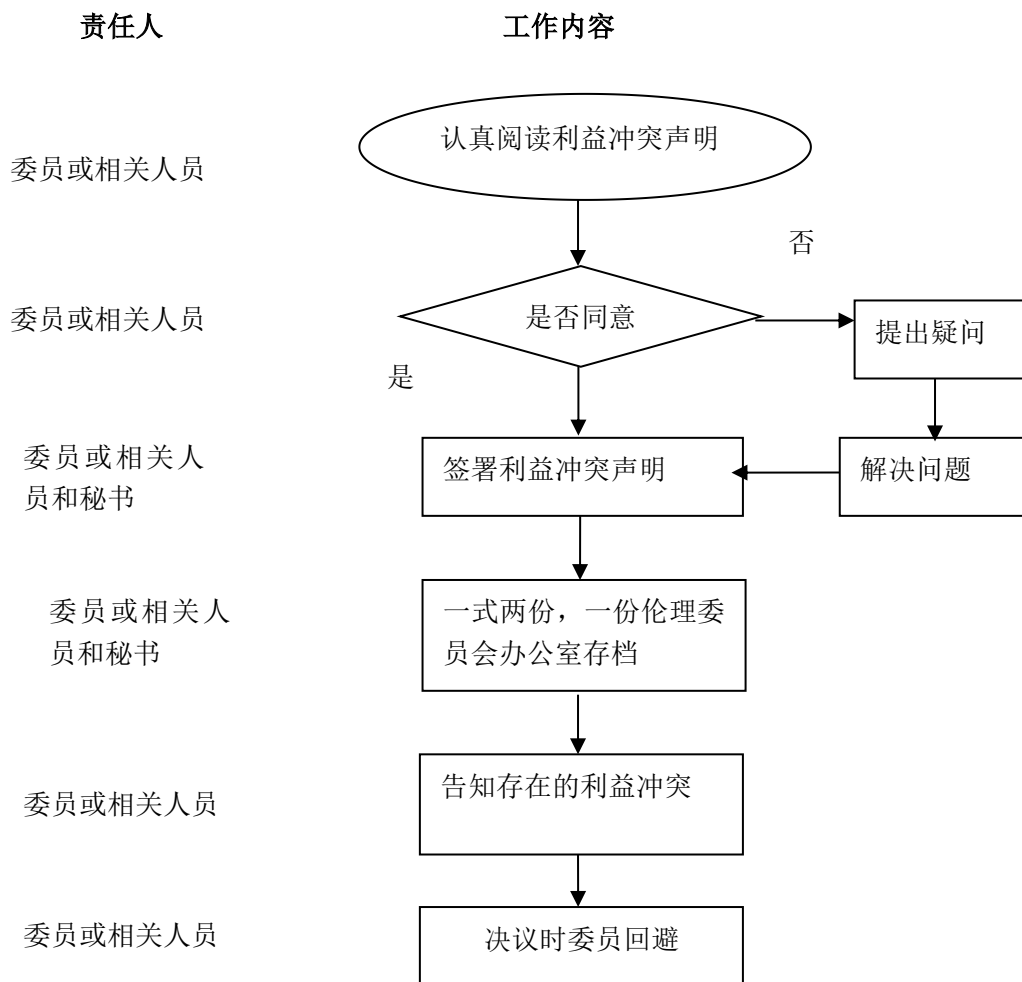 责任人 工作内容
认真阅读利益冲突声明
委员或相关人员
否
委员或相关人员
是否同意
提出疑问
是
委员或相关人
员和秘书
签署利益冲突声明
解决问题
委员或相关人
员和秘书
一式两份，一份伦理委
员会办公室存档
委员或相关人员
告知存在的利益冲突
委员或相关人员
决议时委员回避